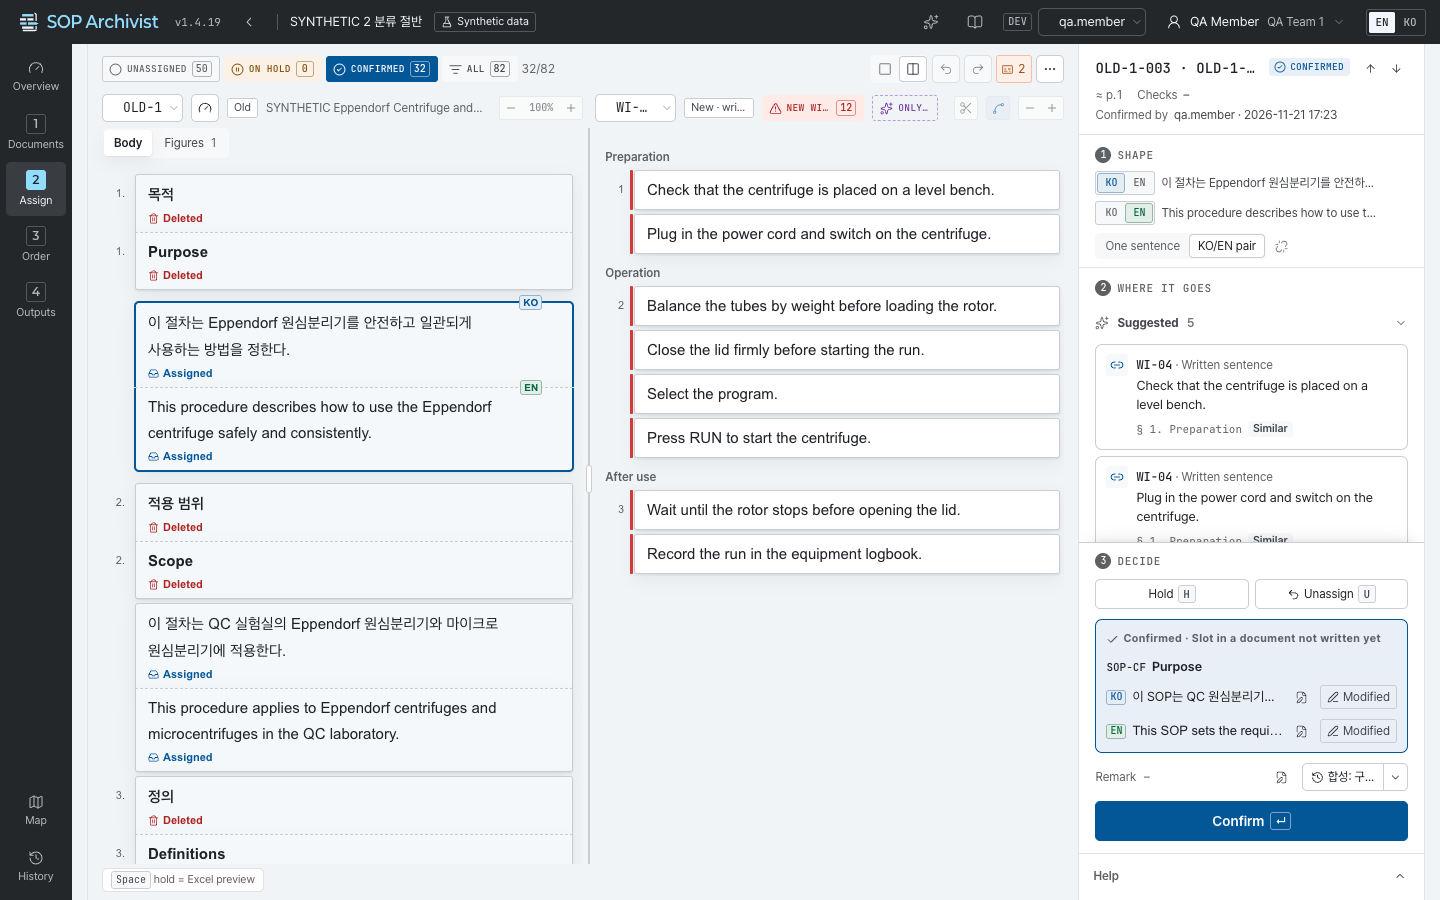 SOP Archivist v1.4.19 SYNTHETIC 2 분류 절반 Synthetic data DEV qa.member QA Member QA Team 1 EN KO
Overview
1
Documents
2
Assign
3
Order
4
Outputs
Map
History
UNASSIGNED 50 ON HOLD 0 CONFIRMED 32 ALL 82 32/82 2
OLD-1 Old SYNTHETIC Eppendorf Centrifuge and... 100%
WI-... New · wri... NEW WI... 12 ONLY...
Body Figures 1
1. 목적
Deleted
1. Purpose
Deleted
KO
이 절차는 Eppendorf 원심분리기를 안전하고 일관되게
사용하는 방법을 정한다.
Assigned
EN
This procedure describes how to use the Eppendorf
centrifuge safely and consistently.
Assigned
2. 적용 범위
Deleted
2. Scope
Deleted
이 절차는 QC 실험실의 Eppendorf 원심분리기와 마이크로
원심분리기에 적용한다.
Assigned
This procedure applies to Eppendorf centrifuges and
microcentrifuges in the QC laboratory.
Assigned
3. 정의
Deleted
3. Definitions
Space hold = Excel preview
Preparation
1 Check that the centrifuge is placed on a level bench.
Plug in the power cord and switch on the centrifuge.
Operation
2 Balance the tubes by weight before loading the rotor.
Close the lid firmly before starting the run.
Select the program.
Press RUN to start the centrifuge.
After use
3 Wait until the rotor stops before opening the lid.
Record the run in the equipment logbook.
OLD-1-003 · OLD-1-... CONFIRMED
≈ p.1 Checks –
Confirmed by qa.member · 2026-11-21 17:23
1 SHAPE
KO EN 이 절차는 Eppendorf 원심분리기를 안전하...
KO EN This procedure describes how to use t...
One sentence KO/EN pair
2 WHERE IT GOES
Suggested 5
WI-04 · Written sentence
Check that the centrifuge is placed on a
level bench.
§ 1. Preparation Similar
WI-04 · Written sentence
Plug in the power cord and switch on the
centrifuge.
§ 1. Preparation Similar
3 DECIDE
Hold H Unassign U
Confirmed · Slot in a document not written yet
SOP-CF Purpose
KO 이 SOP는 QC 원심분리기... Modified
EN This SOP sets the requi... Modified
Remark – 합성: 구...
Confirm
Help